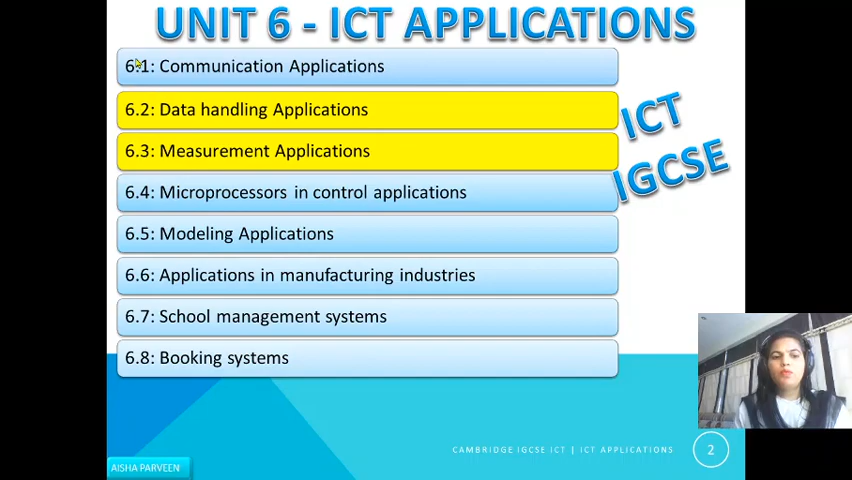 UNIT 6 - ICT APPLICATIONS
6.1: Communication Applications
6.2: Data handling Applications
6.3: Measurement Applications
6.4: Microprocessors in control applications
6.5: Modeling Applications
6.6: Applications in manufacturing industries
6.7: School management systems
6.8: Booking systems
ICT
IGCSE
CAMBRIDGE IGCSE ICT | ICT APPLICATIONS
2
AISHA PARVEEN